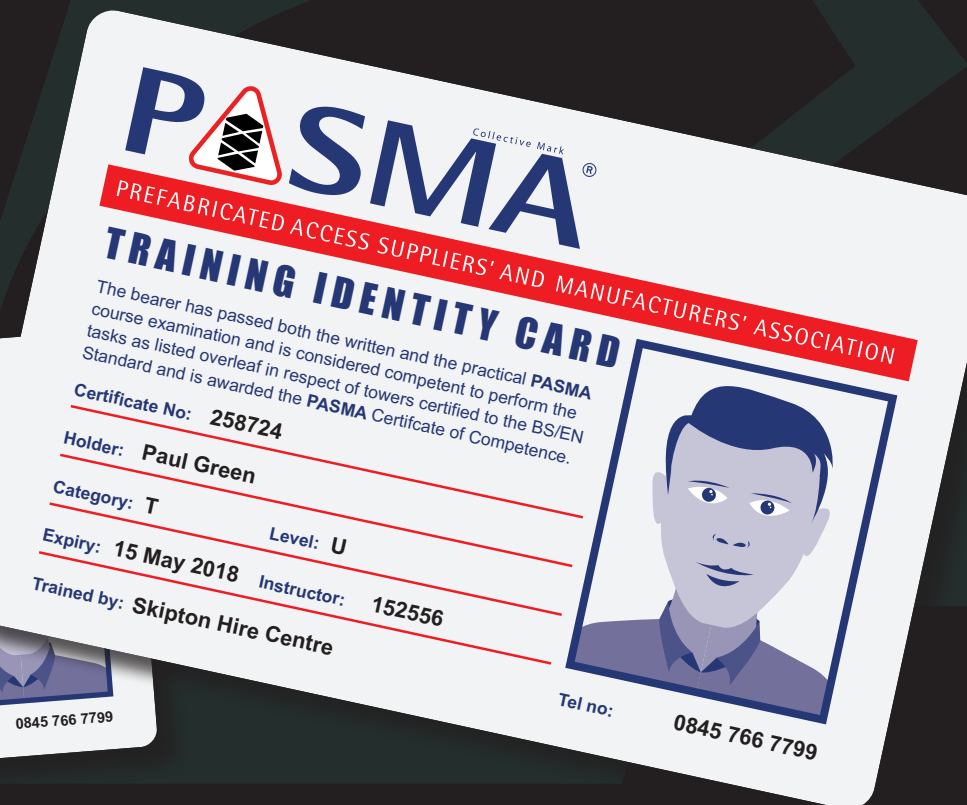 PASMA
Collective Mark
®
PREFABRICATED ACCESS SUPPLIERS' AND MANUFACTURERS' ASSOCIATION
TRAINING IDENTITY CARD
The bearer has passed both the written and the practical PASMA
course examination and is considered competent to perform the
tasks as listed overleaf in respect of towers certified to the BS/EN
Standard and is awarded the PASMA Certifcate of Competence.
Certificate No: 258724
Holder: Paul Green
Category: T Level: U
Expiry: 15 May 2018 Instructor: 152556
Trained by: Skipton Hire Centre
Tel no: 0845 766 7799
0845 766 7799